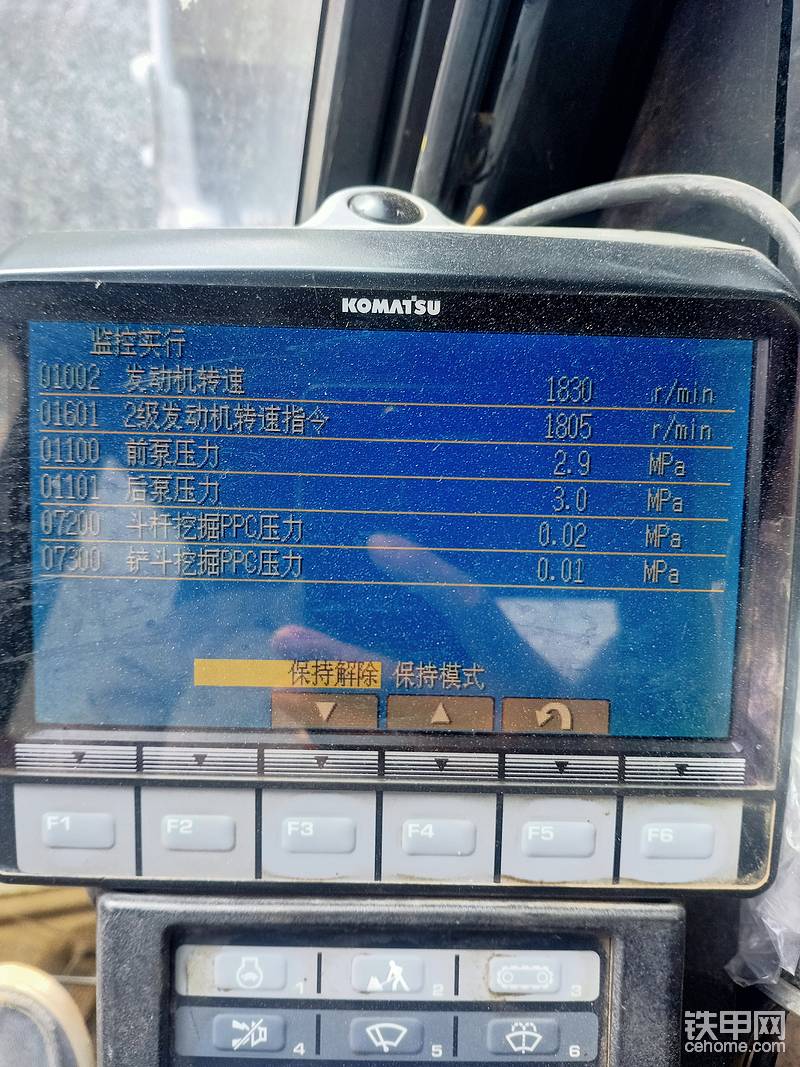 KOMATSU
监控实行
01002 发动机转速 1830 r/min
01601 2级发动机转速指令 1805 r/min
01100 前泵压力 2.9 MPa
01101 后泵压力 3.0 MPa
07200 斗杆挖掘PPC压力 0.02 MPa
07300 铲斗挖掘PPC压力 0.01 MPa
保持解除 保持模式
F1 F2 F3 F4 F5 F6
1 2 3
4 5 6
铁甲网
cehome.com